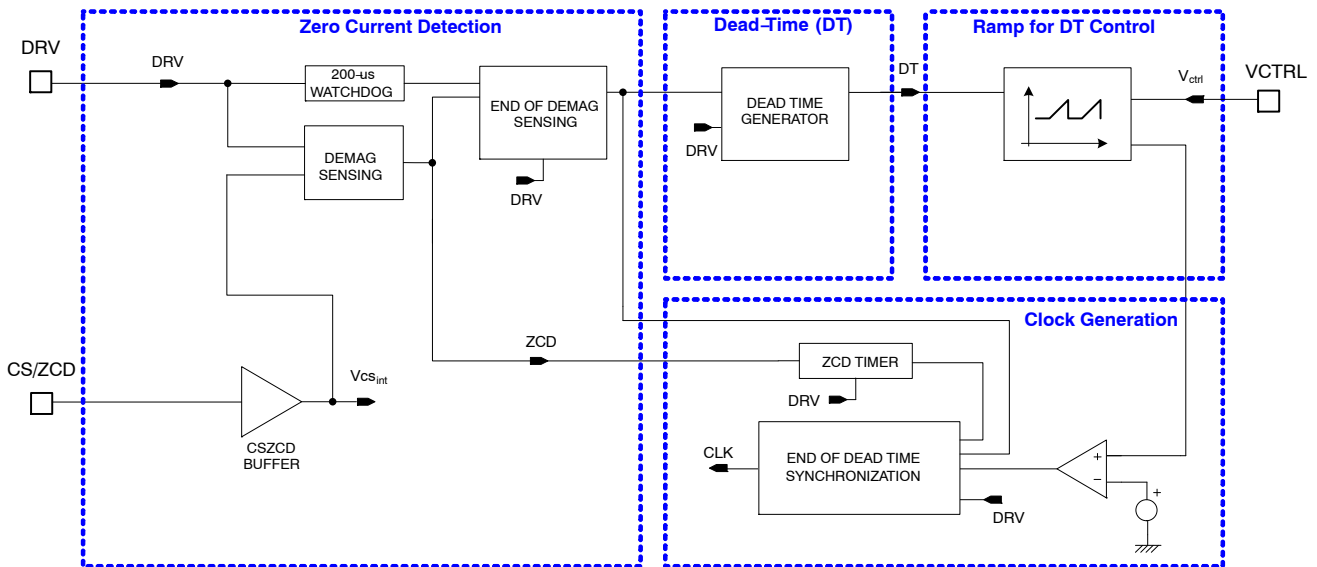 Zero Current Detection
Dead-Time (DT)
Ramp for DT Control
DRV
DRV
200-us
WATCHDOG
END OF DEMAG
SENSING
DRV
DEMAG
SENSING
DEAD TIME
GENERATOR
DRV
DT
Vctrl
VCTRL
Clock Generation
CS/ZCD
CSZCD
BUFFER
Vcsint
ZCD
ZCD TIMER
DRV
CLK
END OF DEAD TIME
SYNCHRONIZATION
DRV
+
−
+